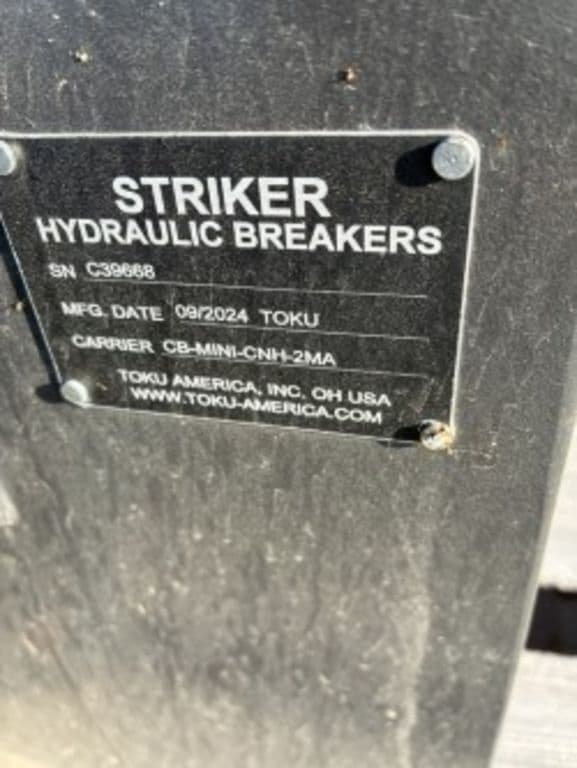 STRIKER
HYDRAULIC BREAKERS
SN C39668
MFG. DATE 09/2024 TOKU
CARRIER CB-MINI-CNH-2MA
TOKU AMERICA, INC. OH USA
WWW.TOKU-AMERICA.COM